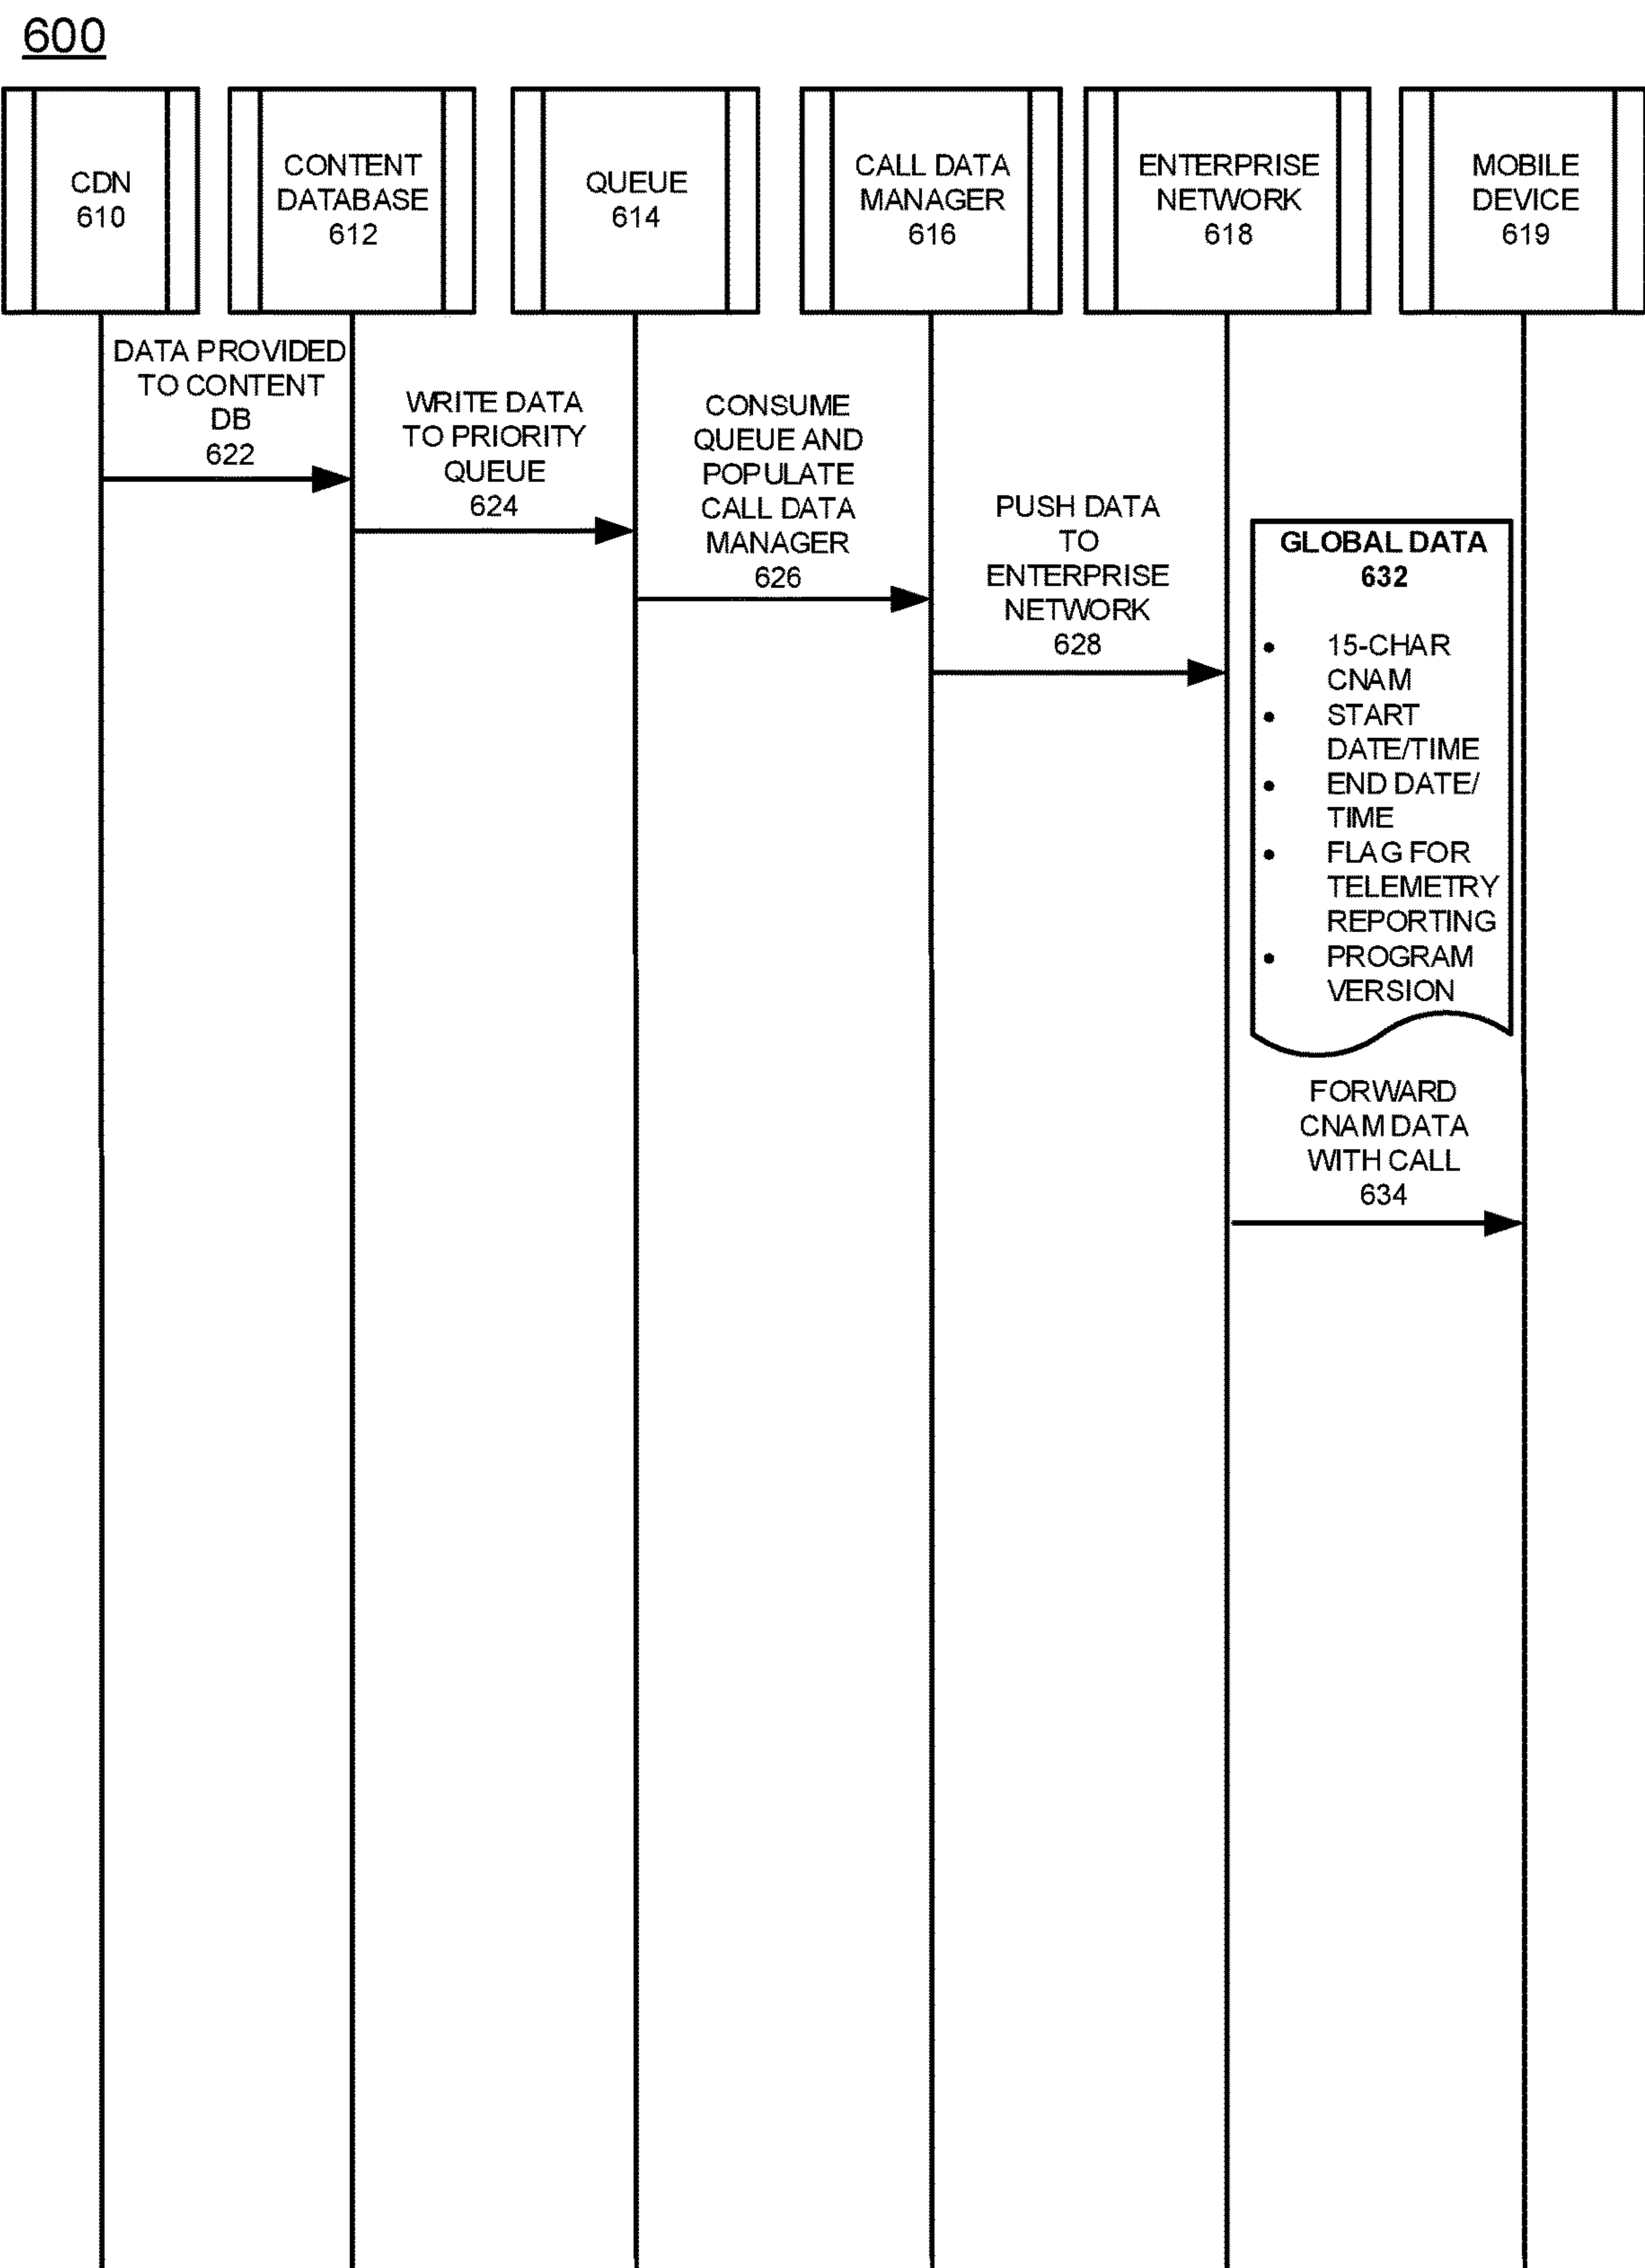 600
CDN
610
CONTENT
DATABASE
612
QUEUE
614
CALL DATA
MANAGER
616
ENTERPRISE
NETWORK
618
MOBILE
DEVICE
619
DATA PROVIDED
TO CONTENT
DB
622
WRITE DATA
TO PRIORITY
QUEUE
624
CONSUME
QUEUE AND
POPULATE
CALL DATA
MANAGER
626
PUSH DATA
TO
ENTERPRISE
NETWORK
628
GLOBAL DATA
632
• 15-CHAR
CNAM
• START
DATE/TIME
• END DATE/
TIME
• FLAG FOR
TELEMETRY
REPORTING
• PROGRAM
VERSION
FORWARD
CNAM DATA
WITH CALL
634